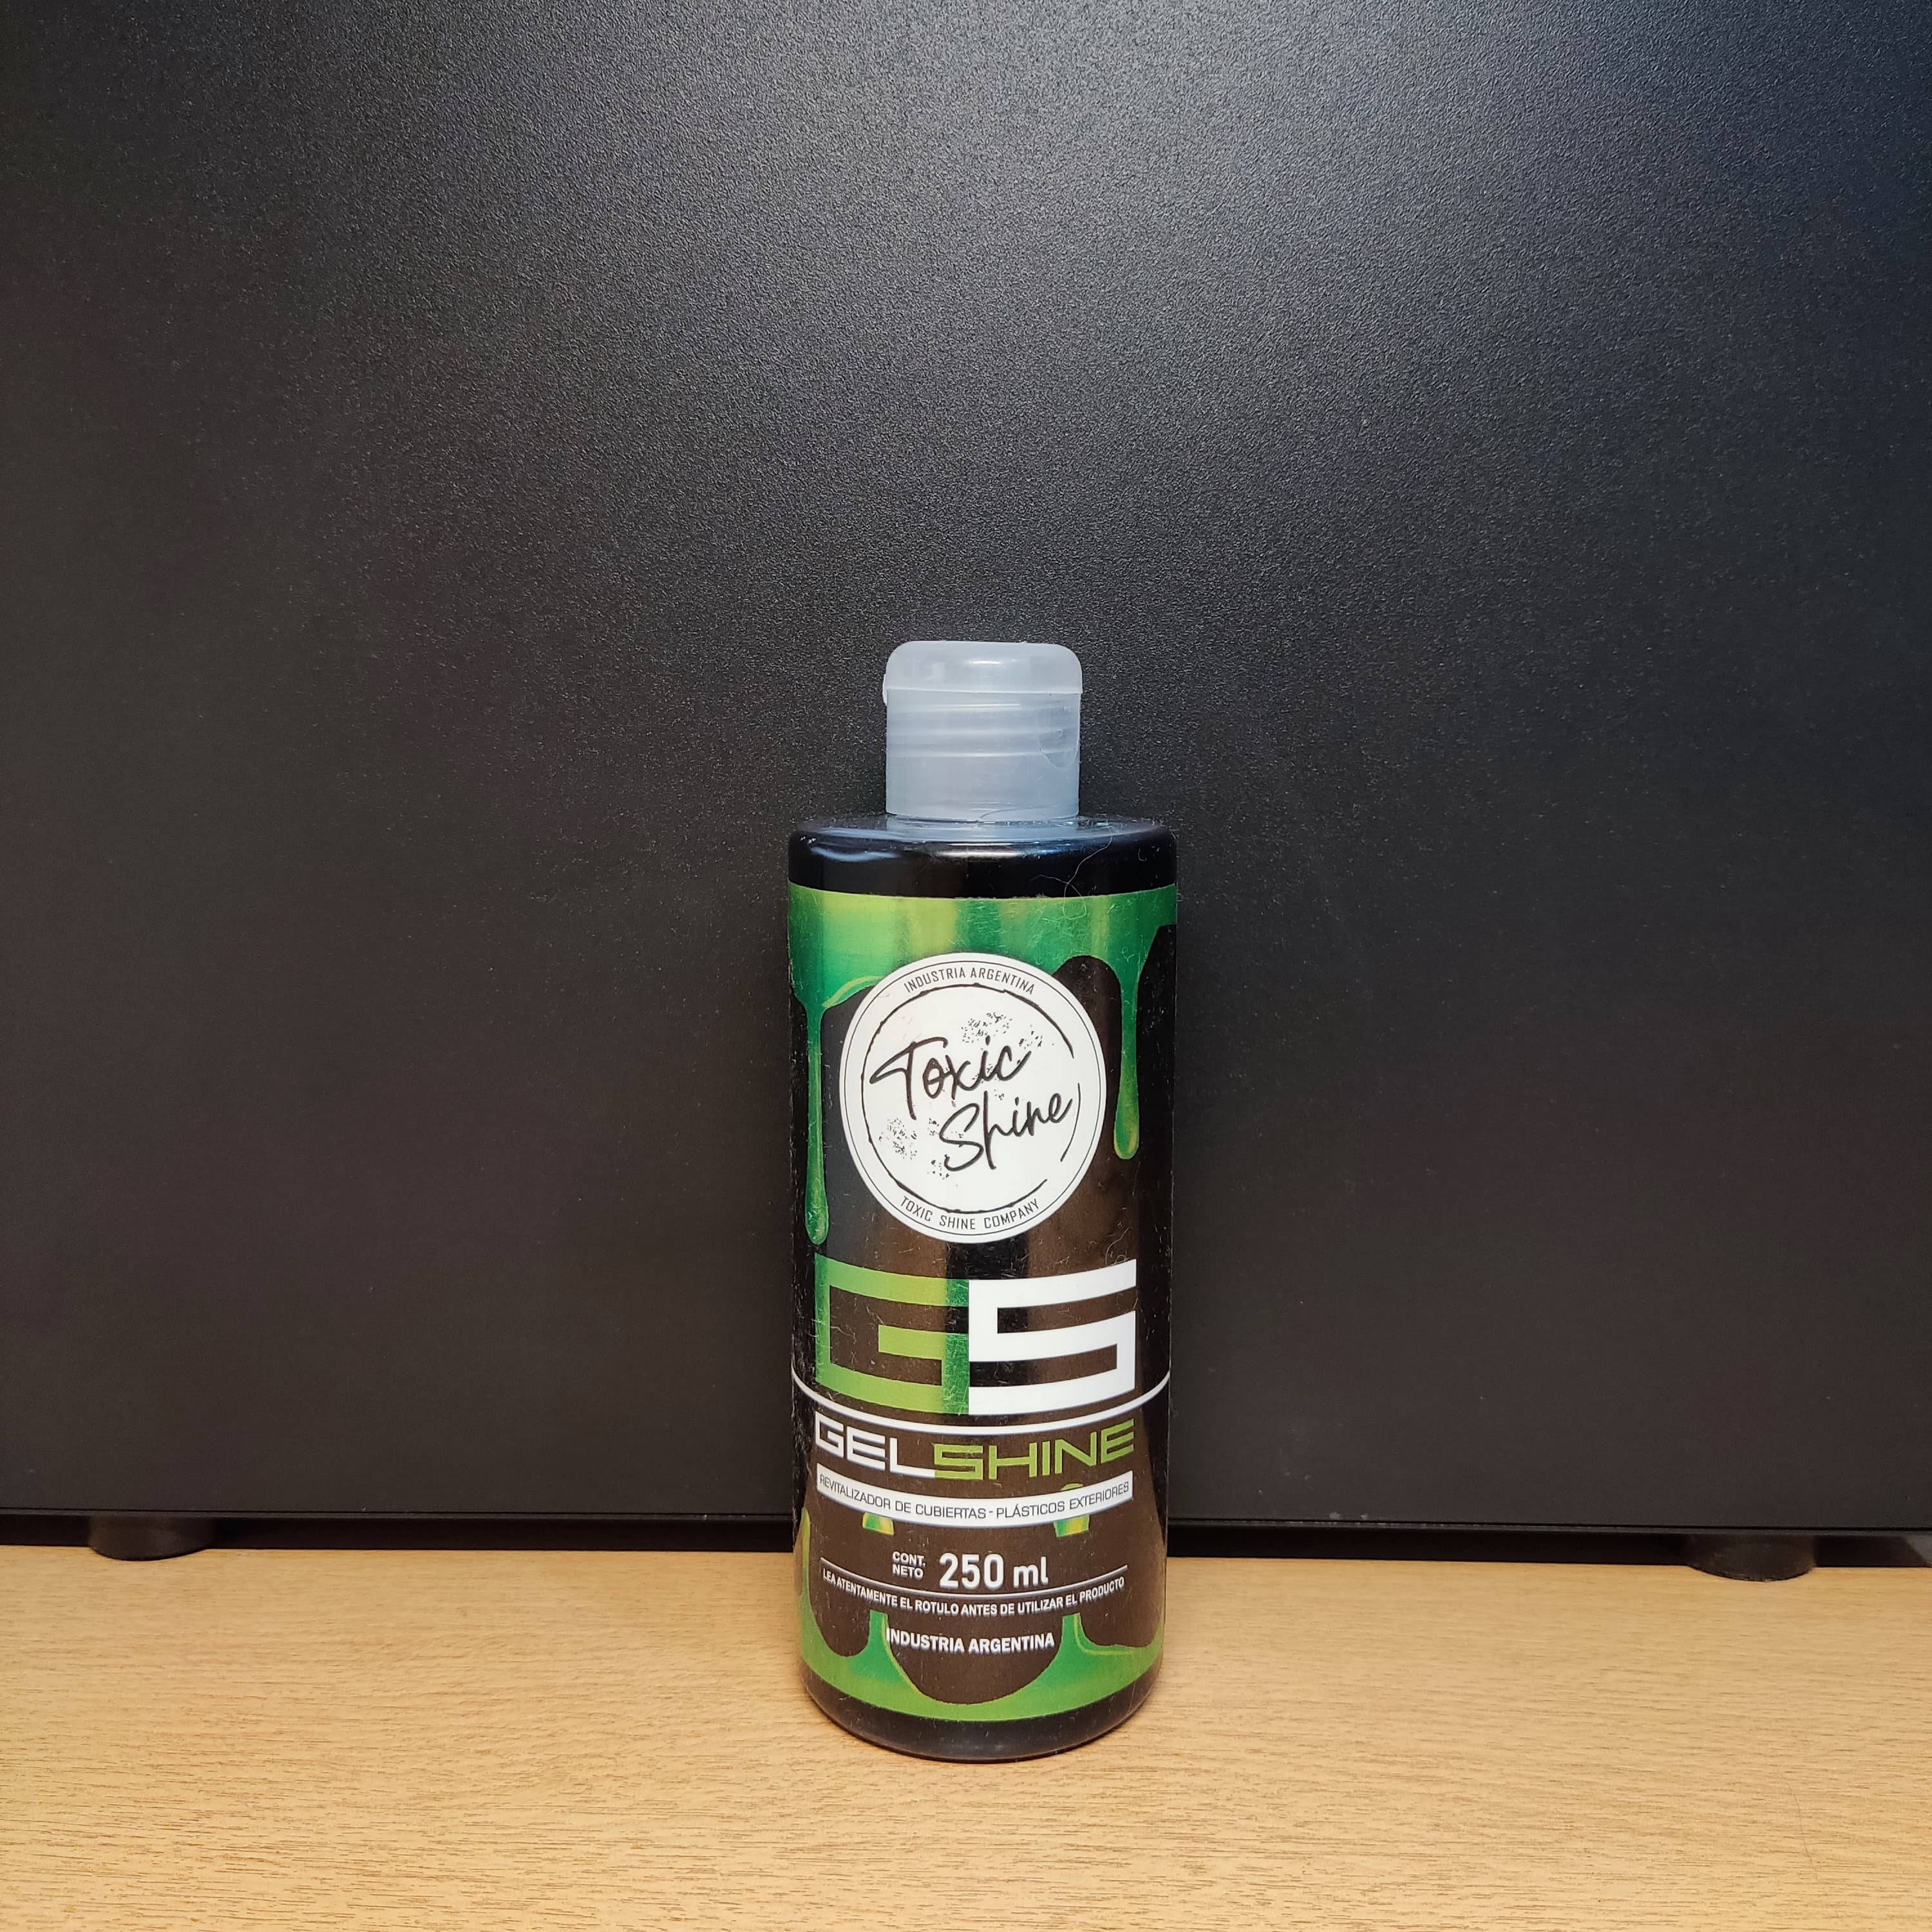 INDUSTRIA ARGENTINA
Toxic
Shine
TOXIC SHINE COMPANY
GS
GELSHINE
REVITALIZADOR DE CUBIERTAS - PLÁSTICOS EXTERIORES
CONT. NETO 250 ml
LEA ATENTAMENTE EL ROTULO ANTES DE UTILIZAR EL PRODUCTO
INDUSTRIA ARGENTINA